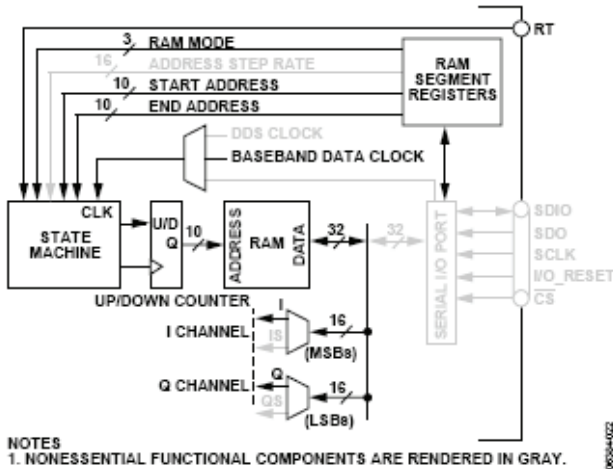 RT
3 RAM MODE
16 ADDRESS STEP RATE
10 START ADDRESS
10 END ADDRESS
RAM SEGMENT REGISTERS
DDS CLOCK
BASEBAND DATA CLOCK
CLK
STATE MACHINE
U/D
Q
10
ADDRESS
RAM
DATA
32
32
SERIAL I/O PORT
SDIO
SDO
SCLK
I/O_RESET
CS
UP/DOWN COUNTER
I CHANNEL
I
IS
16
(MSBs)
Q CHANNEL
Q
QS
16
(LSBs)
NOTES
1. NONESSENTIAL FUNCTIONAL COMPONENTS ARE RENDERED IN GRAY.